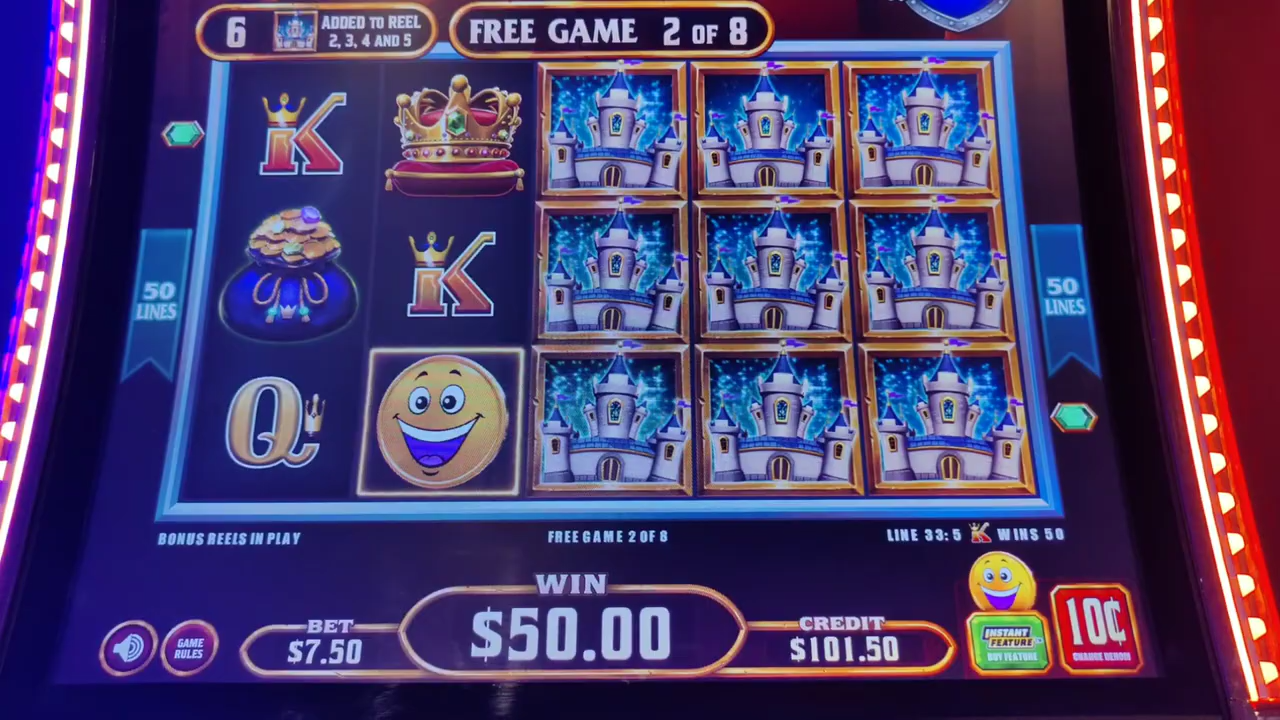 6
ADDED TO REEL
2, 3, 4 AND 5
FREE GAME 2 OF 8
K
K
Q
50
LINES
50
LINES
BONUS REELS IN PLAY
FREE GAME 2 OF 8
LINE 33: 5 K WINS 50
WIN
$50.00
BET
$7.50
CREDIT
$101.50
GAME
RULES
INSTANT
FEATURE
BUY FEATURE
10¢
CHANGE DENOM